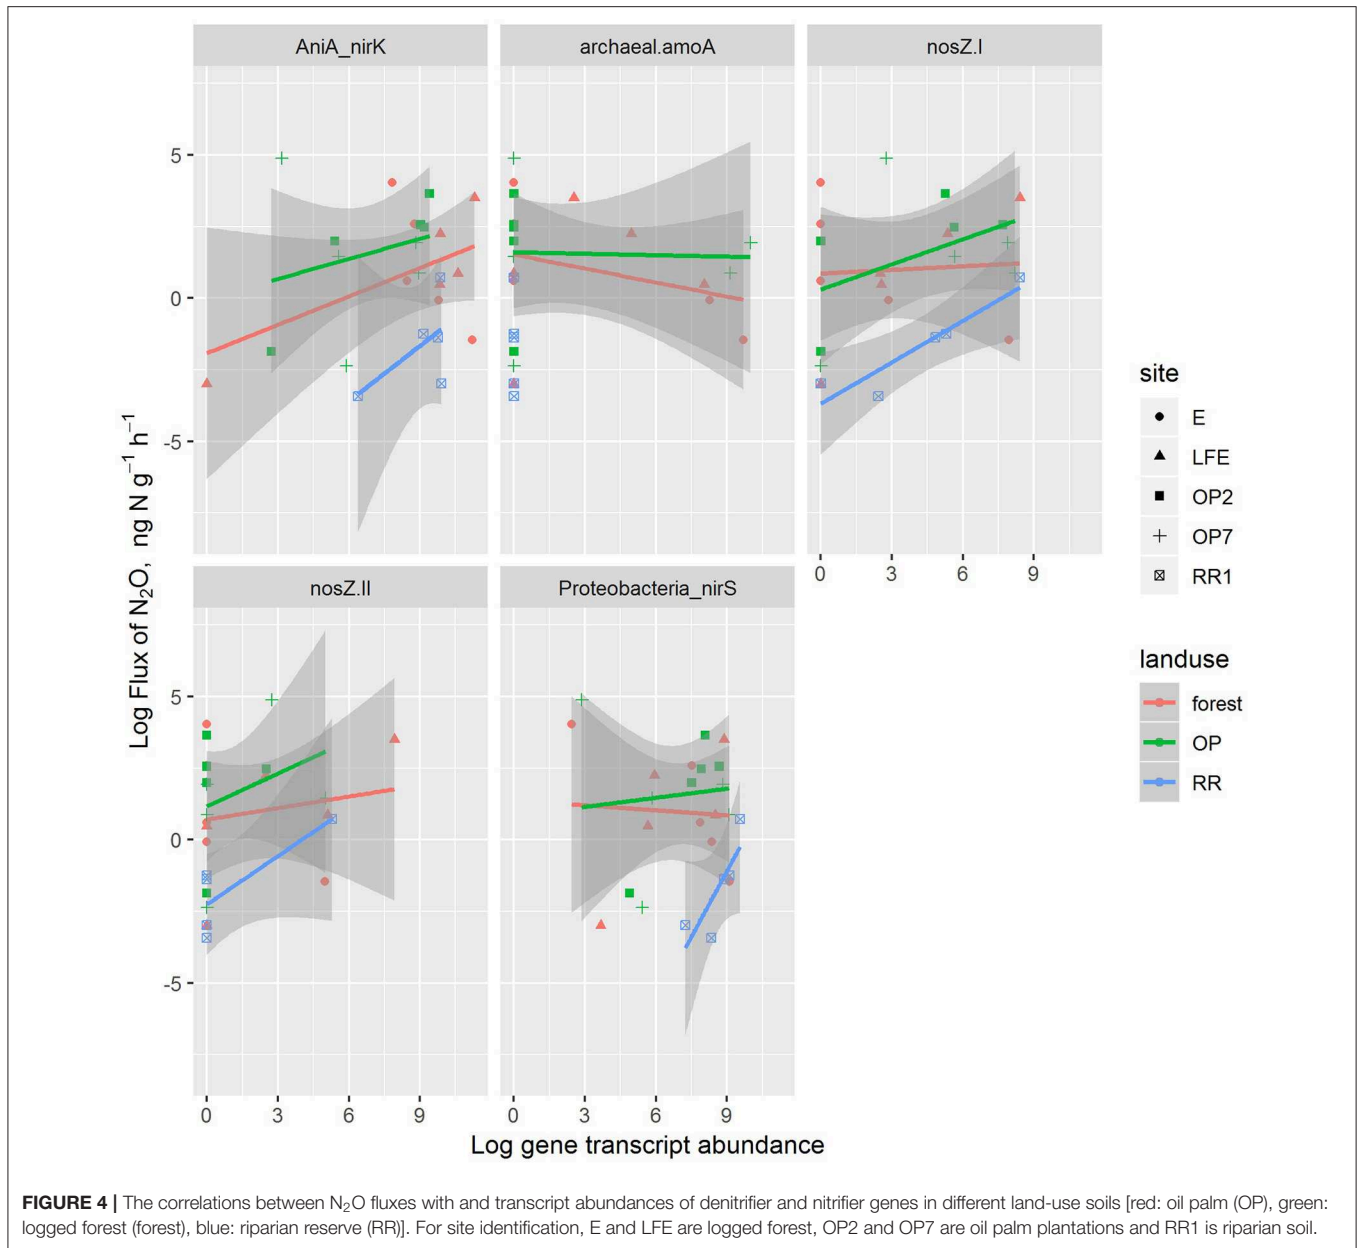 AniA_nirK
archaeal.amoA
nosZ.I
5
0
-5
0 3 6 9
nosZ.II
Proteobacteria_nirS
5
0
-5
0 3 6 9
0 3 6 9
Log Flux of N₂O, ng N g⁻¹ h⁻¹
Log gene transcript abundance
site
E
LFE
OP2
OP7
RR1
landuse
forest
OP
RR
FIGURE 4 | The correlations between N₂O fluxes with and transcript abundances of denitrifier and nitrifier genes in different land-use soils [red: oil palm (OP), green:
logged forest (forest), blue: riparian reserve (RR)]. For site identification, E and LFE are logged forest, OP2 and OP7 are oil palm plantations and RR1 is riparian soil.